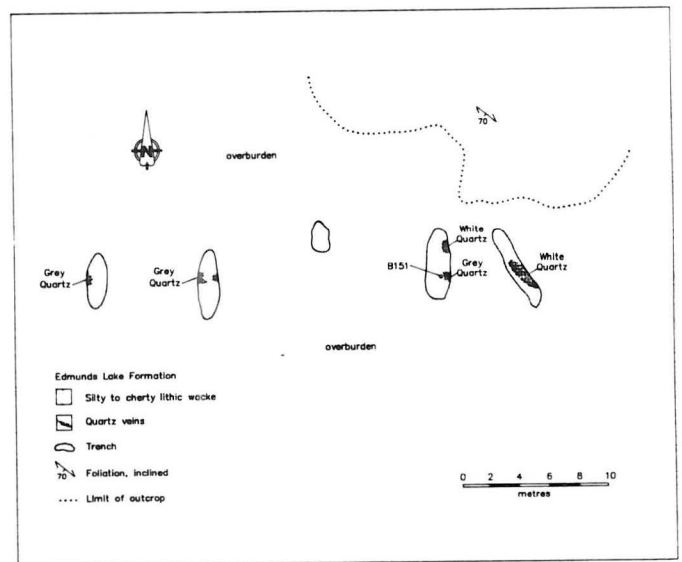 70
N
overburden
White
Quartz
Grey
Quartz
Grey
Quartz
B151
Grey
Quartz
White
Quartz
overburden
Edmunds Lake Formation
Silty to cherty lithic wacke
Quartz veins
Trench
70 Foliation, inclined
Limit of outcrop
0 2 4 6 8 10
metres